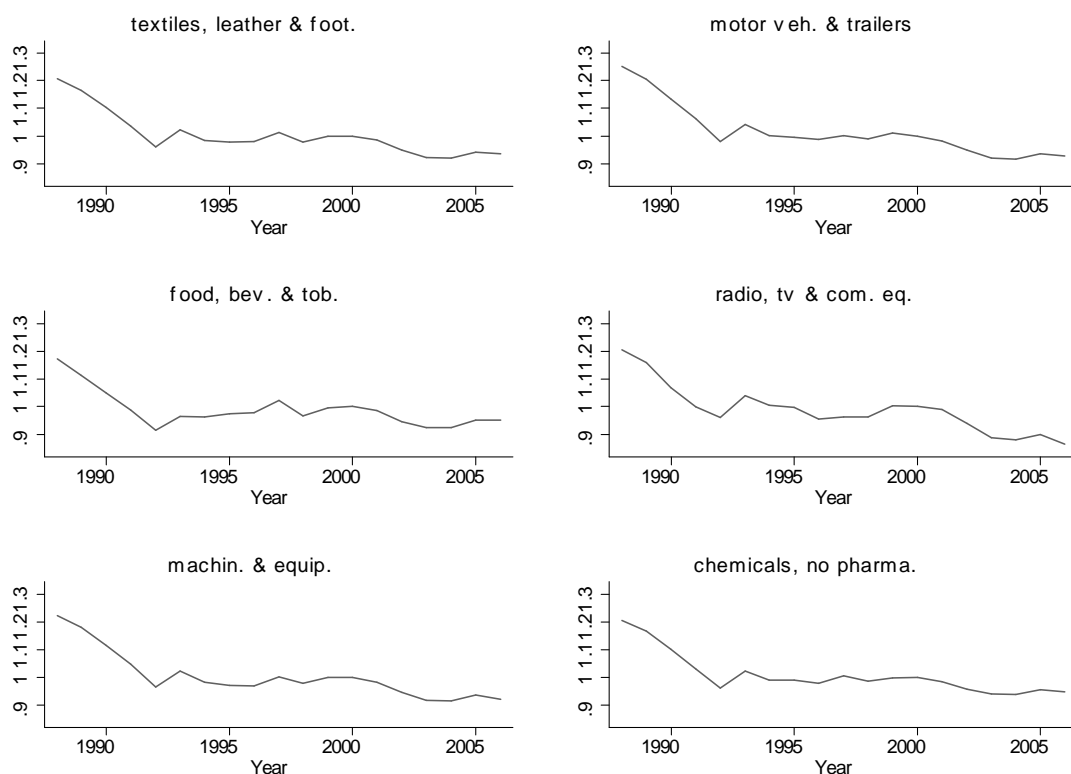 textiles, leather & foot.
.9 1 1.1 1.2 1.3
1990 1995 2000 2005
Year
motor veh. & trailers
.9 1 1.1 1.2 1.3
1990 1995 2000 2005
Year
food, bev. & tob.
.9 1 1.1 1.2 1.3
1990 1995 2000 2005
Year
radio, tv & com. eq.
.9 1 1.1 1.2 1.3
1990 1995 2000 2005
Year
machin. & equip.
.9 1 1.1 1.2 1.3
1990 1995 2000 2005
Year
chemicals, no pharma.
.9 1 1.1 1.2 1.3
1990 1995 2000 2005
Year